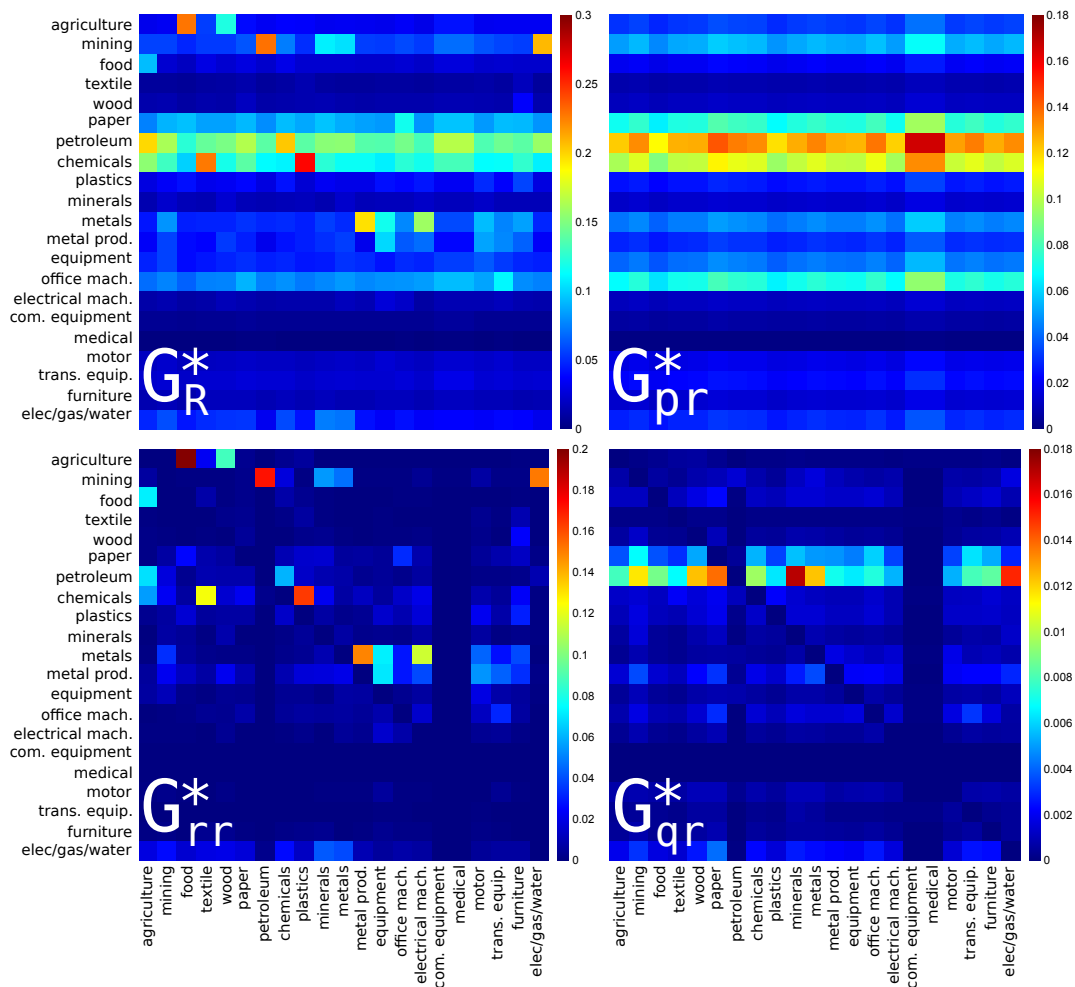 agriculture
mining
food
textile
wood
paper
petroleum
chemicals
plastics
minerals
metals
metal prod.
equipment
office mach.
electrical mach.
com. equipment
medical
motor
trans. equip.
furniture
elec/gas/water
G*R
0.3
0.25
0.2
0.15
0.1
0.05
0
G*pr
0.18
0.16
0.14
0.12
0.1
0.08
0.06
0.04
0.02
0
agriculture
mining
food
textile
wood
paper
petroleum
chemicals
plastics
minerals
metals
metal prod.
equipment
office mach.
electrical mach.
com. equipment
medical
motor
trans. equip.
furniture
elec/gas/water
G*rr
0.2
0.18
0.16
0.14
0.12
0.1
0.08
0.06
0.04
0.02
0
G*qr
0.018
0.016
0.014
0.012
0.01
0.008
0.006
0.004
0.002
0
agriculture
mining
food
textile
wood
paper
petroleum
chemicals
plastics
minerals
metals
metal prod.
equipment
office mach.
electrical mach.
com. equipment
medical
motor
trans. equip.
furniture
elec/gas/water
agriculture
mining
food
textile
wood
paper
petroleum
chemicals
plastics
minerals
metals
metal prod.
equipment
office mach.
electrical mach.
com. equipment
medical
motor
trans. equip.
furniture
elec/gas/water